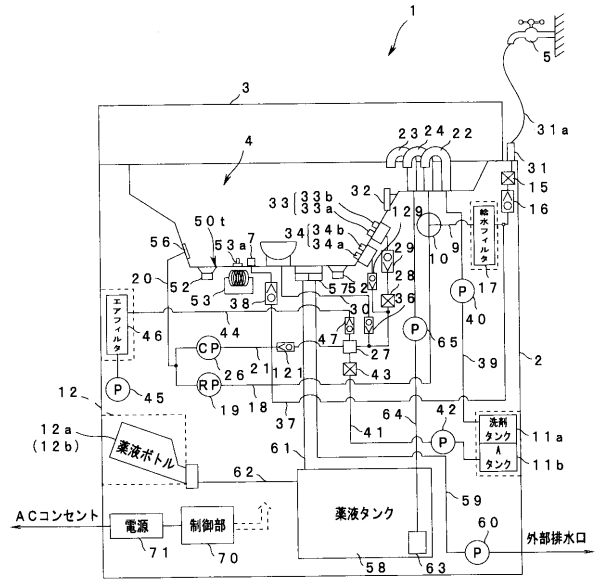 1
5
3
31a
23
24
22
4
31
32
15
33
33b
33a
16
50t
53a
7
34
34b
34a
129
給水フィルタ
56
29
10
9
28
17
52
53
38
57
52
30
36
40
20
エアフィルタ
44
47
65
46
CP
21
27
39
2
26
121
43
P
45
RP
19
18
37
64
42
12
12a
(12b)
薬液ボトル
41
洗剤
タンク
11a
A
タンク
11b
61
62
59
薬液タンク
60
ACコンセント
電源
制御部
外部排水口
P
71
70
58
63
P
P
P